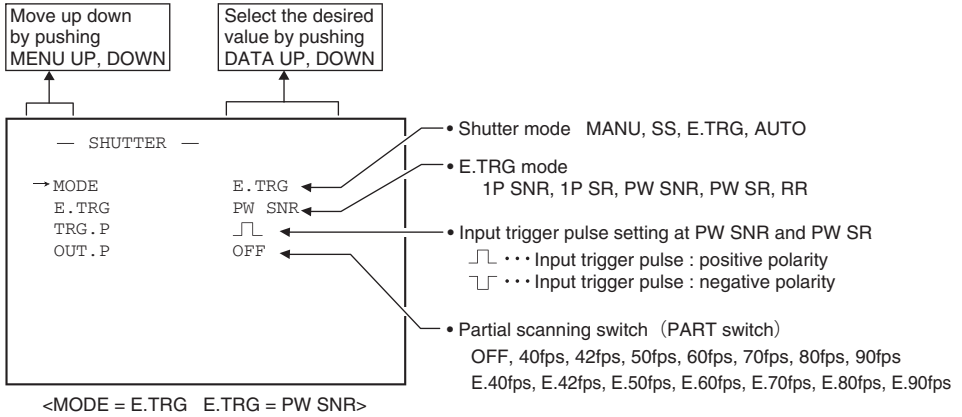 Move up down
by pushing
MENU UP, DOWN
Select the desired
value by pushing
DATA UP, DOWN
— SHUTTER —
→MODE E.TRG
E.TRG PW SNR
TRG.P
OUT.P OFF
• Shutter mode MANU, SS, E.TRG, AUTO
• E.TRG mode
1P SNR, 1P SR, PW SNR, PW SR, RR
• Input trigger pulse setting at PW SNR and PW SR
･･･Input trigger pulse : positive polarity
･･･Input trigger pulse : negative polarity
• Partial scanning switch（PART switch）
OFF, 40fps, 42fps, 50fps, 60fps, 70fps, 80fps, 90fps
E.40fps, E.42fps, E.50fps, E.60fps, E.70fps, E.80fps, E.90fps
<MODE = E.TRG E.TRG = PW SNR>